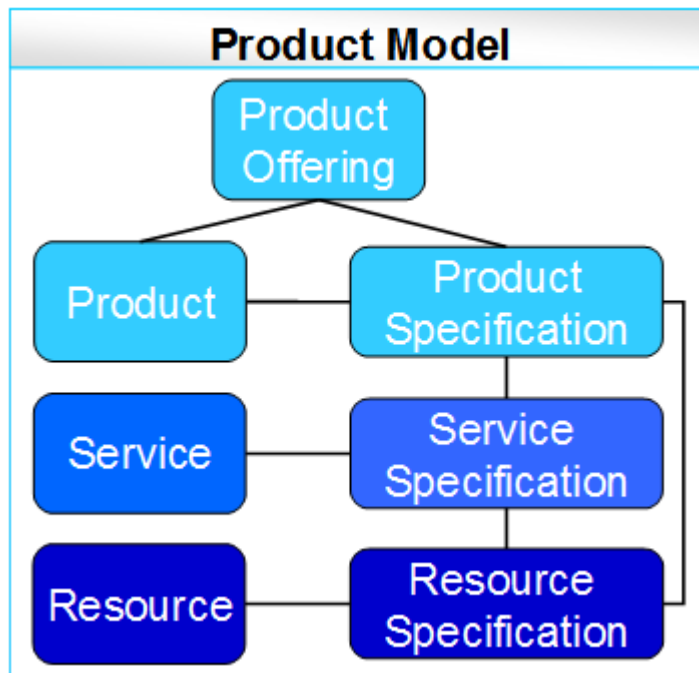 Product Model
Product
Offering
Product
Product
Specification
Service
Service
Specification
Resource
Resource
Specification